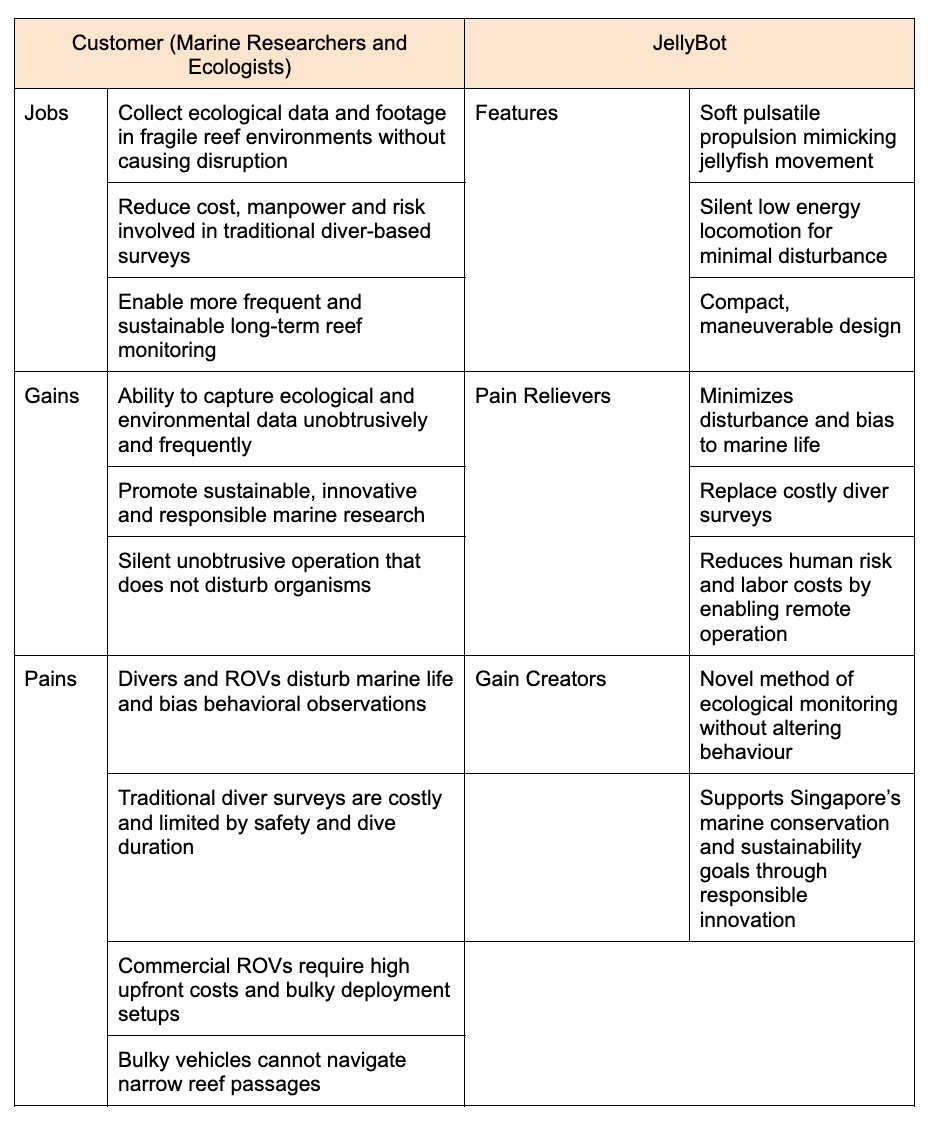 Customer (Marine Researchers and
Ecologists)
JellyBot
Jobs
Collect ecological data and footage
in fragile reef environments without
causing disruption
Reduce cost, manpower and risk
involved in traditional diver-based
surveys
Enable more frequent and
sustainable long-term reef
monitoring
Features
Soft pulsatile
propulsion mimicking
jellyfish movement
Silent low energy
locomotion for
minimal disturbance
Compact,
maneuverable design
Gains
Ability to capture ecological and
environmental data unobtrusively
and frequently
Promote sustainable, innovative
and responsible marine research
Silent unobtrusive operation that
does not disturb organisms
Pain Relievers
Minimizes
disturbance and bias
to marine life
Replace costly diver
surveys
Reduces human risk
and labor costs by
enabling remote
operation
Pains
Divers and ROVs disturb marine life
and bias behavioral observations
Traditional diver surveys are costly
and limited by safety and dive
duration
Commercial ROVs require high
upfront costs and bulky deployment
setups
Bulky vehicles cannot navigate
narrow reef passages
Gain Creators
Novel method of
ecological monitoring
without altering
behaviour
Supports Singapore’s
marine conservation
and sustainability
goals through
responsible
innovation